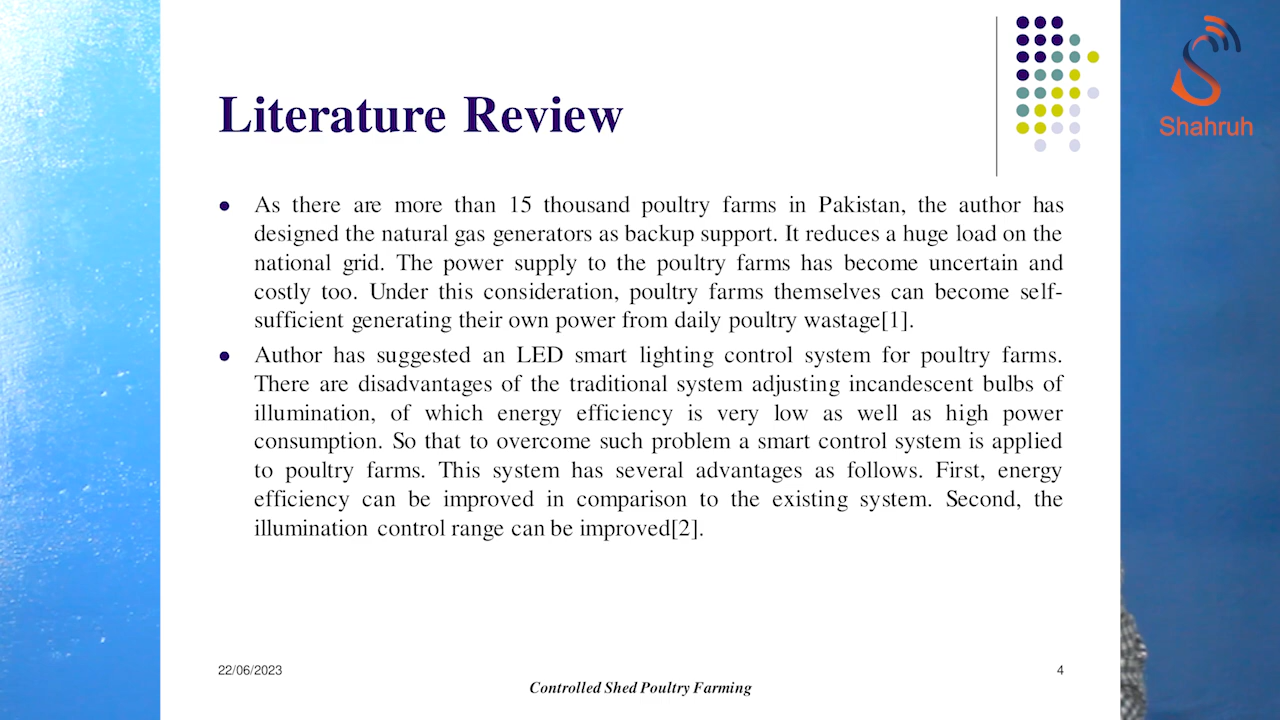 Literature Review
Shahruh
● As there are more than 15 thousand poultry farms in Pakistan, the author has
designed the natural gas generators as backup support. It reduces a huge load on the
national grid. The power supply to the poultry farms has become uncertain and
costly too. Under this consideration, poultry farms themselves can become self-
sufficient generating their own power from daily poultry wastage[1].
● Author has suggested an LED smart lighting control system for poultry farms.
There are disadvantages of the traditional system adjusting incandescent bulbs of
illumination, of which energy efficiency is very low as well as high power
consumption. So that to overcome such problem a smart control system is applied
to poultry farms. This system has several advantages as follows. First, energy
efficiency can be improved in comparison to the existing system. Second, the
illumination control range can be improved[2].
22/06/2023
4
Controlled Shed Poultry Farming